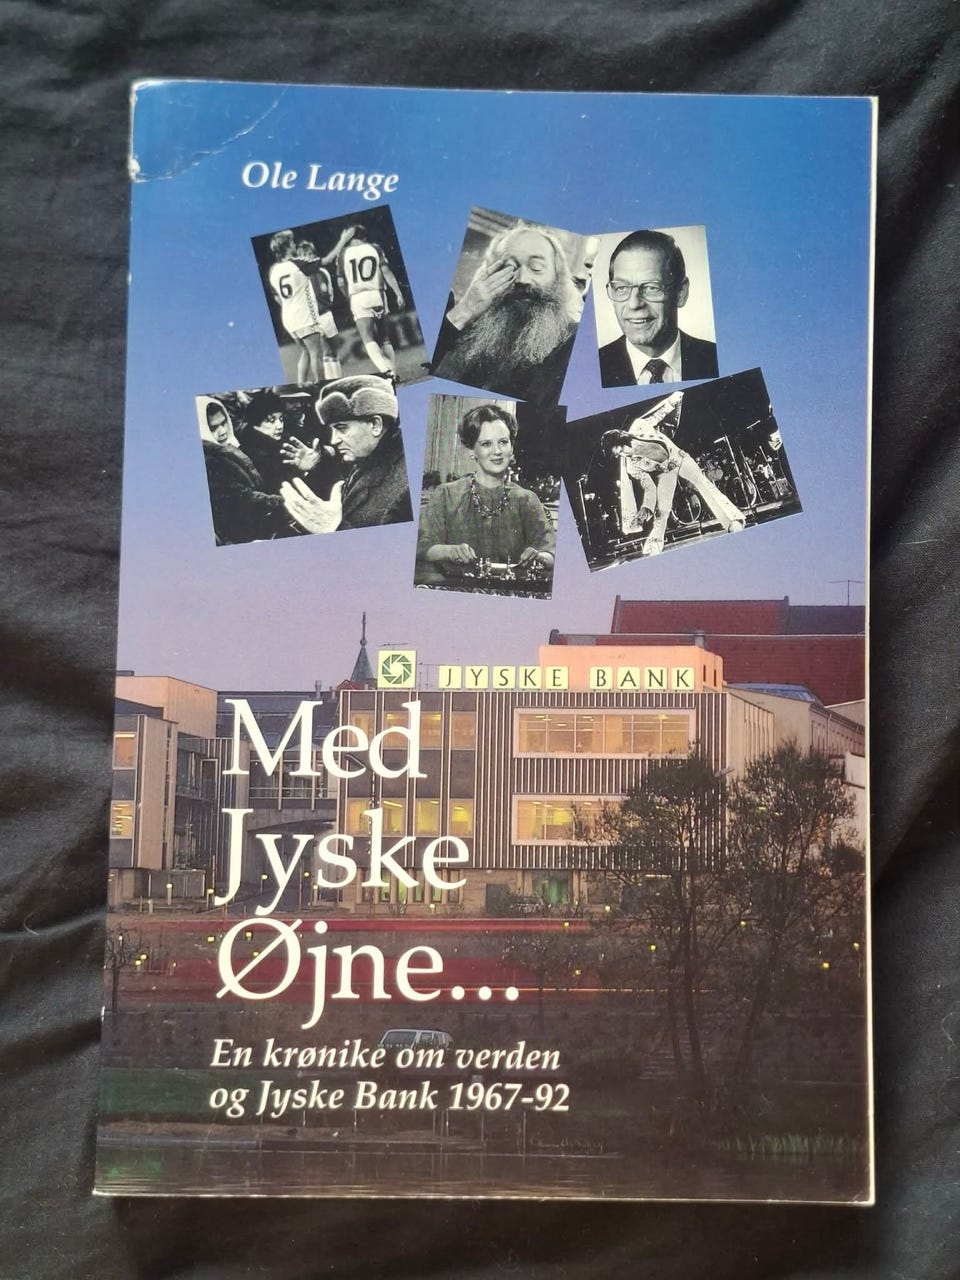 Ole Lange
6
10
JYSKE BANK
Med
Jyske
Øjne...
En krønike om verden
og Jyske Bank 1967-92